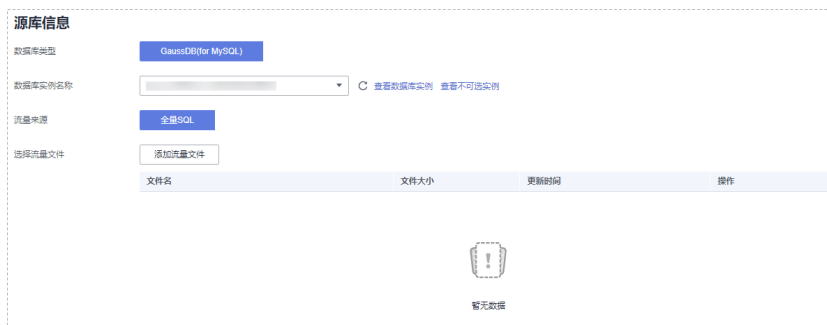 源库信息
数据库类型 GaussDB(for MySQL)
数据库实例名称 查看数据库实例 查看不可选实例
流量来源 全量SQL
选择流量文件 添加流量文件
文件名 文件大小 更新时间 操作
暂无数据